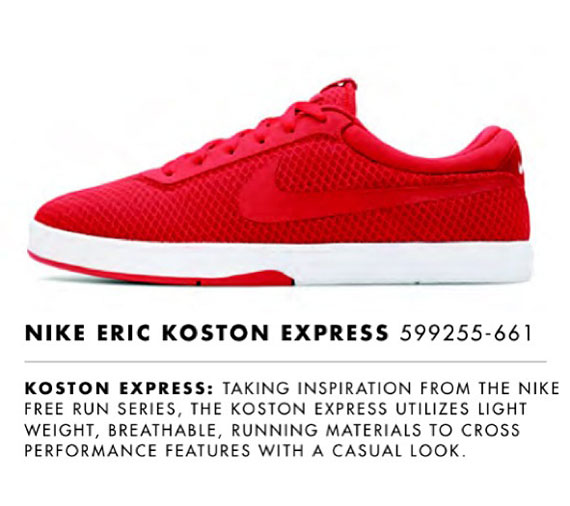 NIKE ERIC KOSTON EXPRESS 599255-661
KOSTON EXPRESS: TAKING INSPIRATION FROM THE NIKE
FREE RUN SERIES, THE KOSTON EXPRESS UTILIZES LIGHT
WEIGHT, BREATHABLE, RUNNING MATERIALS TO CROSS
PERFORMANCE FEATURES WITH A CASUAL LOOK.